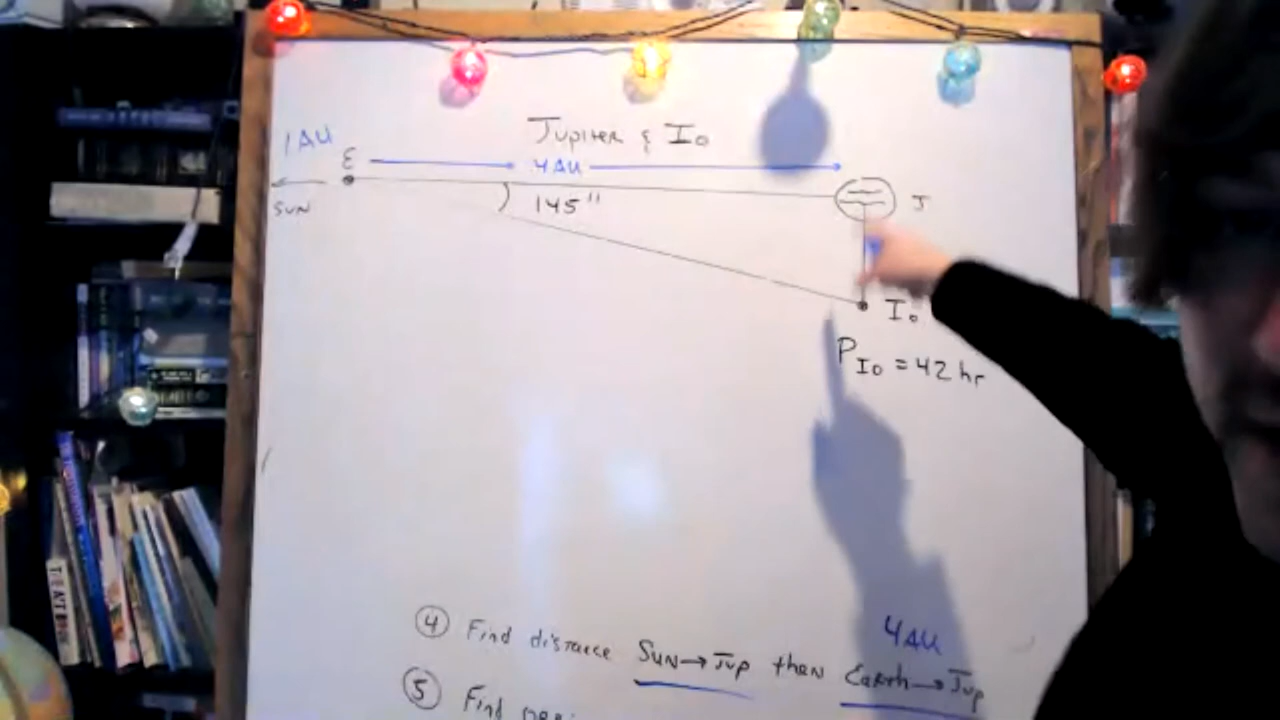 Jupiter & Io
1AU
E
4AU
SUN
145"
J
Io
P Io = 42 hr
4AU
④ Find distance Sun→Jup then Earth→Jup
⑤ Find